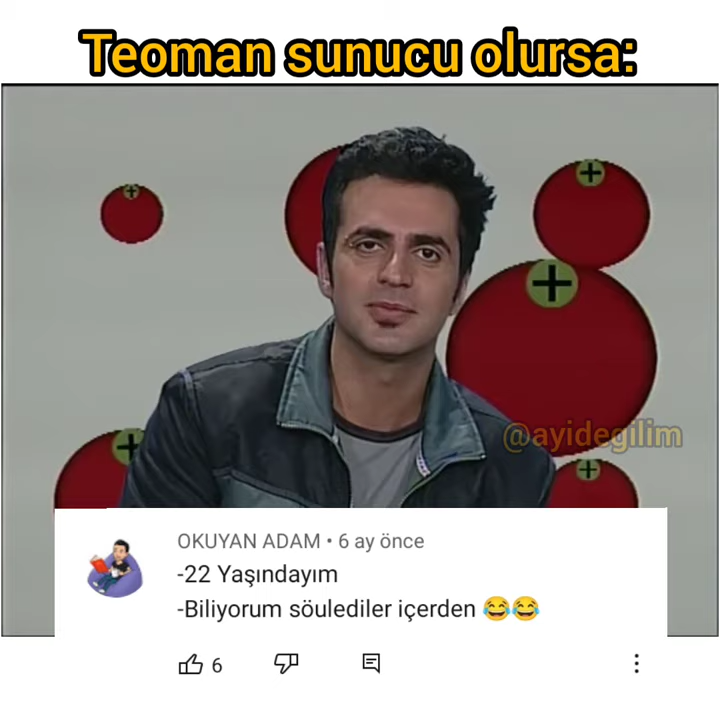 Teoman sunucu olursa:
@ayidegilim
OKUYAN ADAM • 6 ay önce
-22 Yaşındayım
-Biliyorum söulediler içerden 😂😂
6